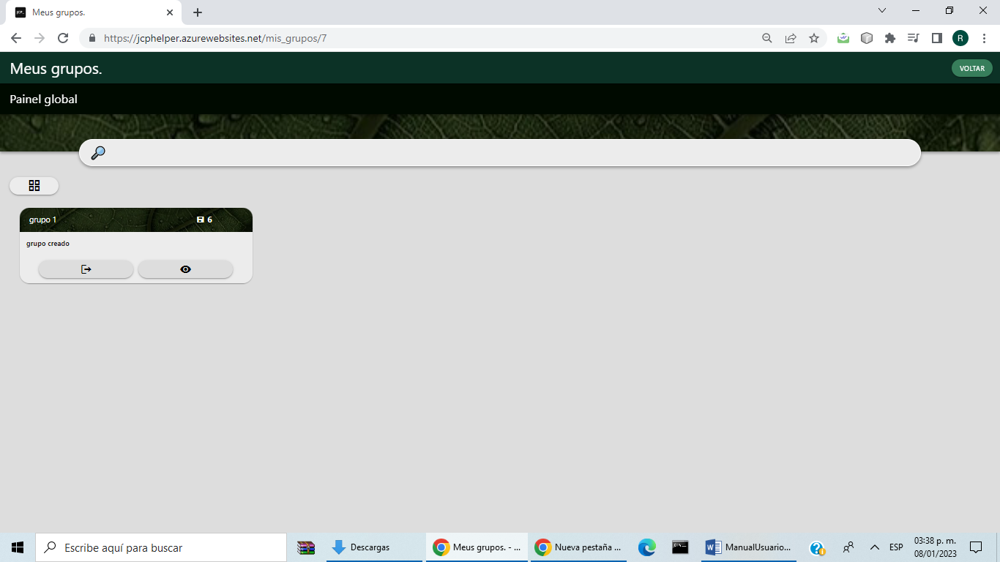 Meus grupos.
https://jcphelper.azurewebsites.net/mis_grupos/7
R
Meus grupos.
VOLTAR
Painel global
grupo 1
6
grupo creado
Escribe aquí para buscar
Descargas
Meus grupos. - ...
Nueva pestaña ...
ManualUsuario...
ESP
03:38 p. m.
08/01/2023